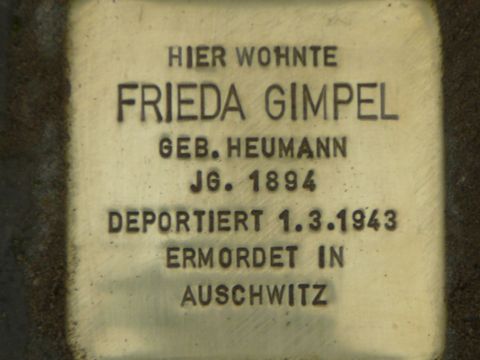 HIER WOHNTE
FRIEDA GIMPEL
GEB. HEUMANN
JG. 1894
DEPORTIERT 1.3.1943
ERMORDET IN
AUSCHWITZ